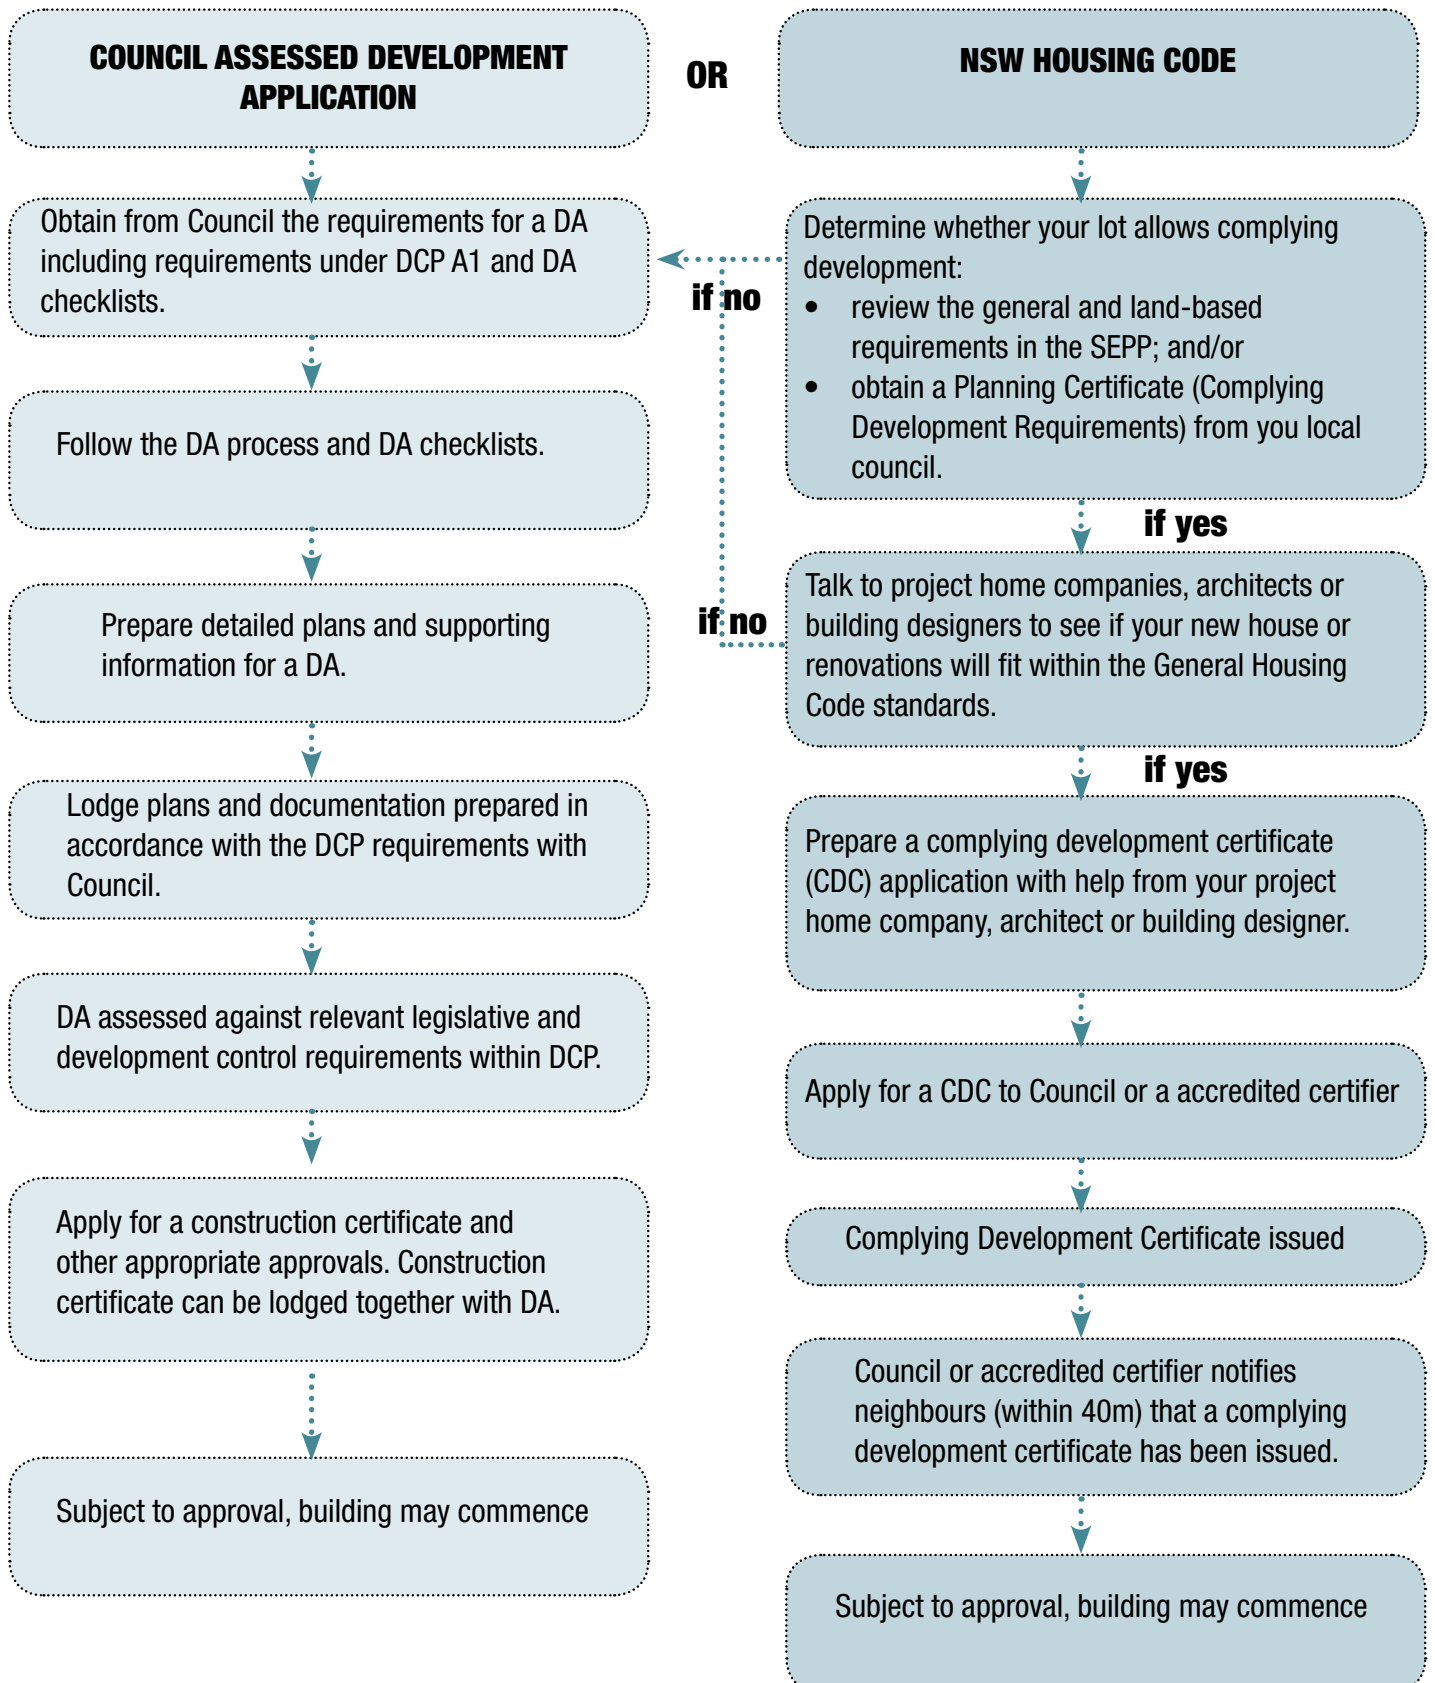 COUNCIL ASSESSED DEVELOPMENT
APPLICATION
OR
NSW HOUSING CODE
Obtain from Council the requirements for a DA
including requirements under DCP A1 and DA
checklists.
Follow the DA process and DA checklists.
Prepare detailed plans and supporting
information for a DA.
Lodge plans and documentation prepared in
accordance with the DCP requirements with
Council.
DA assessed against relevant legislative and
development control requirements within DCP.
Apply for a construction certificate and
other appropriate approvals. Construction
certificate can be lodged together with DA.
Subject to approval, building may commence
Determine whether your lot allows complying
development:
• review the general and land-based
requirements in the SEPP; and/or
• obtain a Planning Certificate (Complying
Development Requirements) from you local
council.
if no
if yes
Talk to project home companies, architects or
building designers to see if your new house or
renovations will fit within the General Housing
Code standards.
if no
if yes
Prepare a complying development certificate
(CDC) application with help from your project
home company, architect or building designer.
Apply for a CDC to Council or a accredited certifier
Complying Development Certificate issued
Council or accredited certifier notifies
neighbours (within 40m) that a complying
development certificate has been issued.
Subject to approval, building may commence